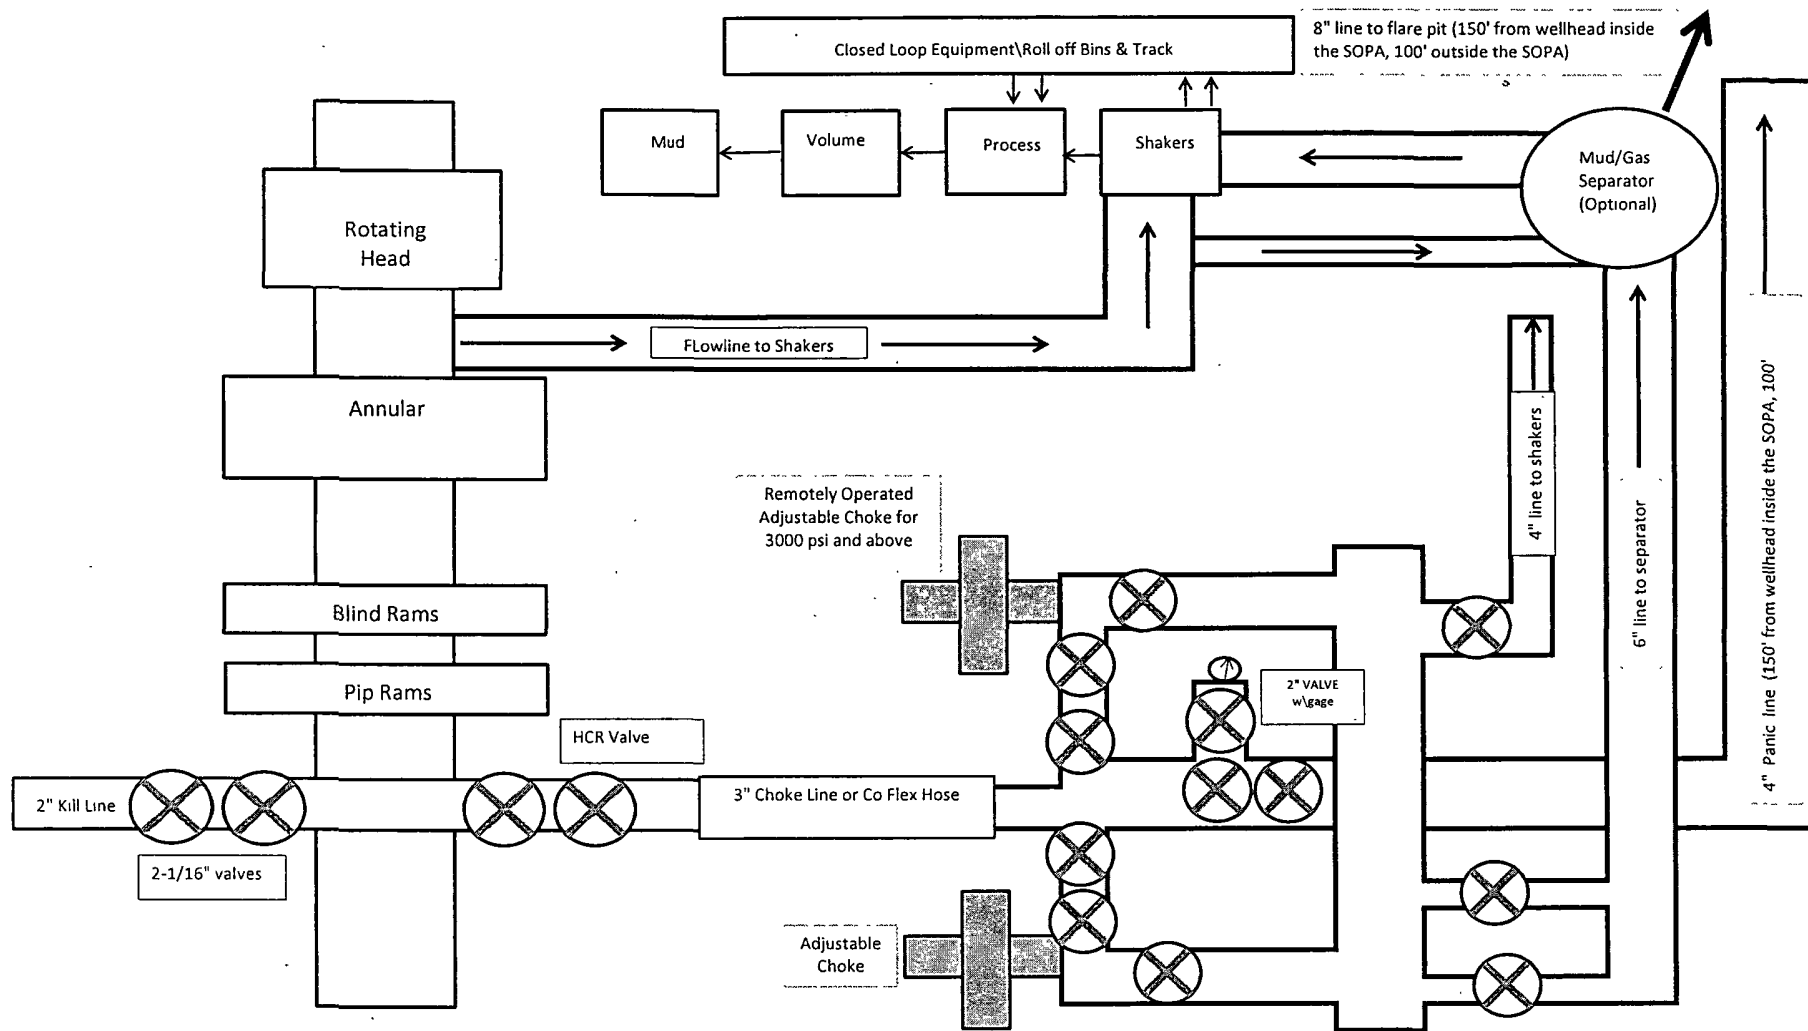 Closed Loop Equipment\Roll off Bins & Track
8" line to flare pit (150' from wellhead inside
the SOPA, 100' outside the SOPA)
Mud
Volume
Process
Shakers
Mud/Gas
Separator
(Optional)
Rotating
Head
FLowline to Shakers
Annular
Remotely Operated
Adjustable Choke for
3000 psi and above
4" line to shakers
6" line to separator
4" Panic line (150' from wellhead inside the SOPA, 100'
Blind Rams
Pip Rams
2" VALVE
w\gage
HCR Valve
2" Kill Line
3" Choke Line or Co Flex Hose
2-1/16" valves
Adjustable
Choke